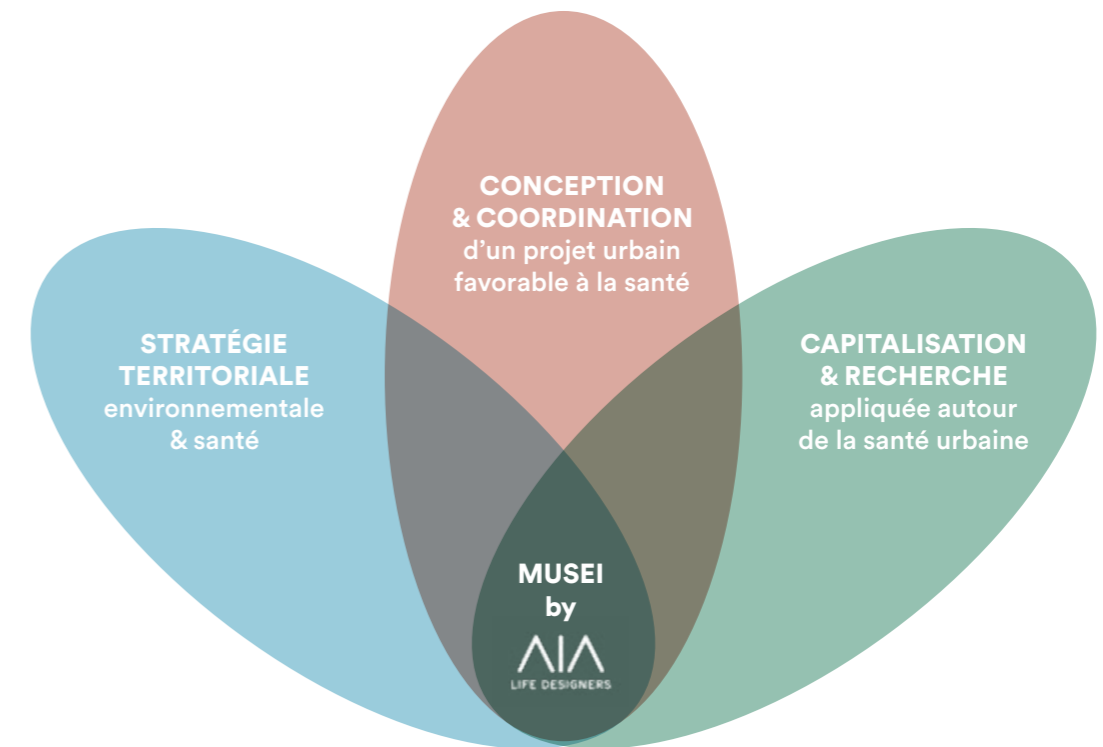 CONCEPTION
& COORDINATION
d'un projet urbain
favorable à la santé
STRATÉGIE
TERRITORIALE
environnementale
& santé
CAPITALISATION
& RECHERCHE
appliquée autour
de la santé urbaine
MUSEI
by
AIA
LIFE DESIGNERS